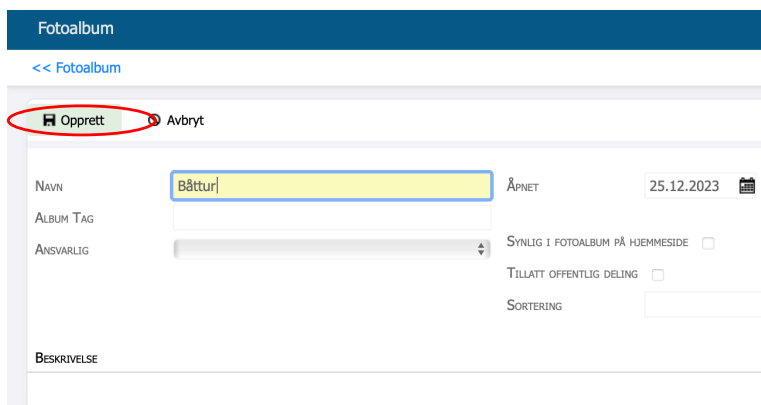 Fotoalbum
<< Fotoalbum
Opprett Avbryt
Navn Båttur Åpnet 25.12.2023
Album Tag
Ansvarlig
Synlig i fotoalbum på hjemmeside
Tillatt offentlig deling
Sortering
Beskrivelse